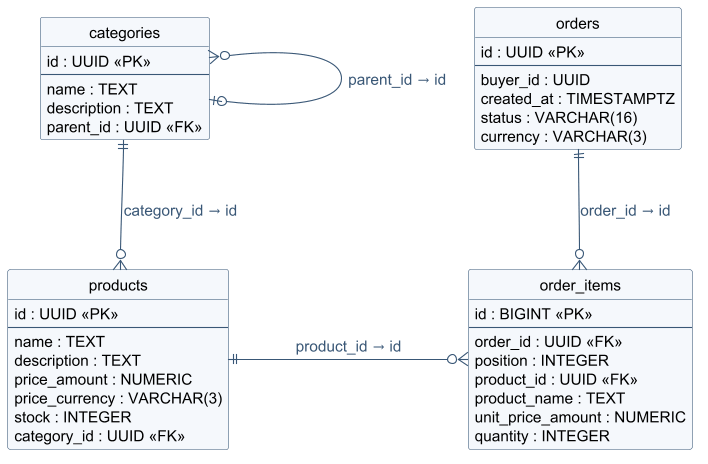 categories
id : UUID «PK»
name : TEXT
description : TEXT
parent_id : UUID «FK»
parent_id → id
orders
id : UUID «PK»
buyer_id : UUID
created_at : TIMESTAMPTZ
status : VARCHAR(16)
currency : VARCHAR(3)
category_id → id
order_id → id
products
id : UUID «PK»
name : TEXT
description : TEXT
price_amount : NUMERIC
price_currency : VARCHAR(3)
stock : INTEGER
category_id : UUID «FK»
product_id → id
order_items
id : BIGINT «PK»
order_id : UUID «FK»
position : INTEGER
product_id : UUID «FK»
product_name : TEXT
unit_price_amount : NUMERIC
quantity : INTEGER